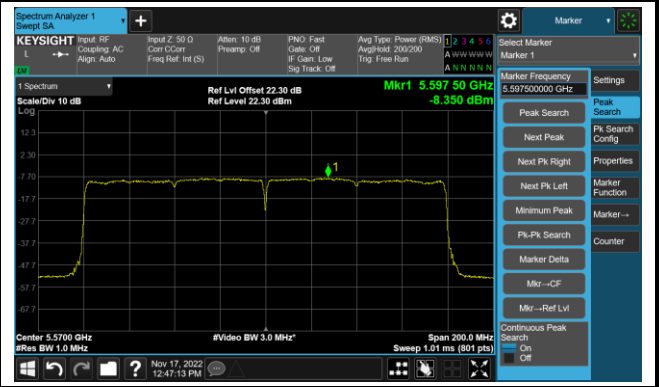 Spectrum Analyzer 1
Swept SA
Marker
KEYSIGHT
L
LXI
Input: RF
Coupling: AC
Align: Auto
Input Z: 50 Ω
Corr CCorr
Freq Ref: Int (S)
Atten: 10 dB
Preamp: Off
PNO: Fast
Gate: Off
IF Gain: Low
Sig Track: Off
Avg Type: Power (RMS)
Avg|Hold: 200/200
Trig: Free Run
1 2 3 4 5 6
A W W W W W
A N N N N N
Select Marker
Marker 1
1 Spectrum
Scale/Div 10 dB
Log
Ref Lvl Offset 22.30 dB
Ref Level 22.30 dBm
Mkr1 5.597 50 GHz
-8.350 dBm
12.3
2.30
-7.70
-17.7
-27.7
-37.7
-47.7
-57.7
-67.7
1
Center 5.5700 GHz
#Res BW 1.0 MHz
#Video BW 3.0 MHz*
Span 200.0 MHz
Sweep 1.01 ms (801 pts)
Marker Frequency
5.597500000 GHz
Peak Search
Next Peak
Next Pk Right
Next Pk Left
Minimum Peak
Pk-Pk Search
Marker Delta
Mkr→CF
Mkr→Ref Lvl
Continuous Peak
Search
On
Off
Settings
Peak
Search
Pk Search
Config
Properties
Marker
Function
Marker→
Counter
?
Nov 17, 2022
12:47:13 PM